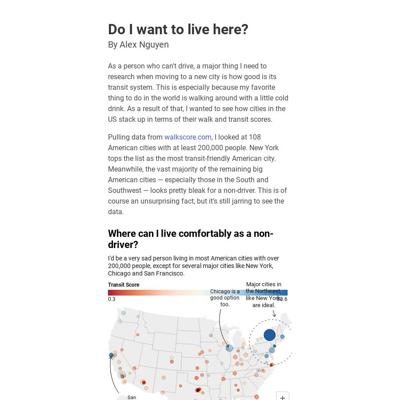 Do I want to live here?
By Alex Nguyen
As a person who can't drive, a major thing I need to
research when moving to a new city is how good is its
transit system. This is especially because my favorite
thing to do in the world is walking around with a little cold
drink. As a result of that, I wanted to see how cities in the
US stack up in terms of their walk and transit scores.
Pulling data from walkscore.com, I looked at 108
American cities with at least 200,000 people. New York
tops the list as the most transit-friendly American city.
Meanwhile, the vast majority of the remaining big
American cities — especially those in the South and
Southwest — looks pretty bleak for a non-driver. This is of
course an unsurprising fact, but it's still jarring to see the
data.
Where can I live comfortably as a non-
driver?
I'd be a very sad person living in most American cities with over
200,000 people, except for several major cities like New York,
Chicago and San Francisco.
Transit Score
0.3
Chicago is a
good option
too.
Major cities in
the Northeast
like New York
are ideal.
San
+